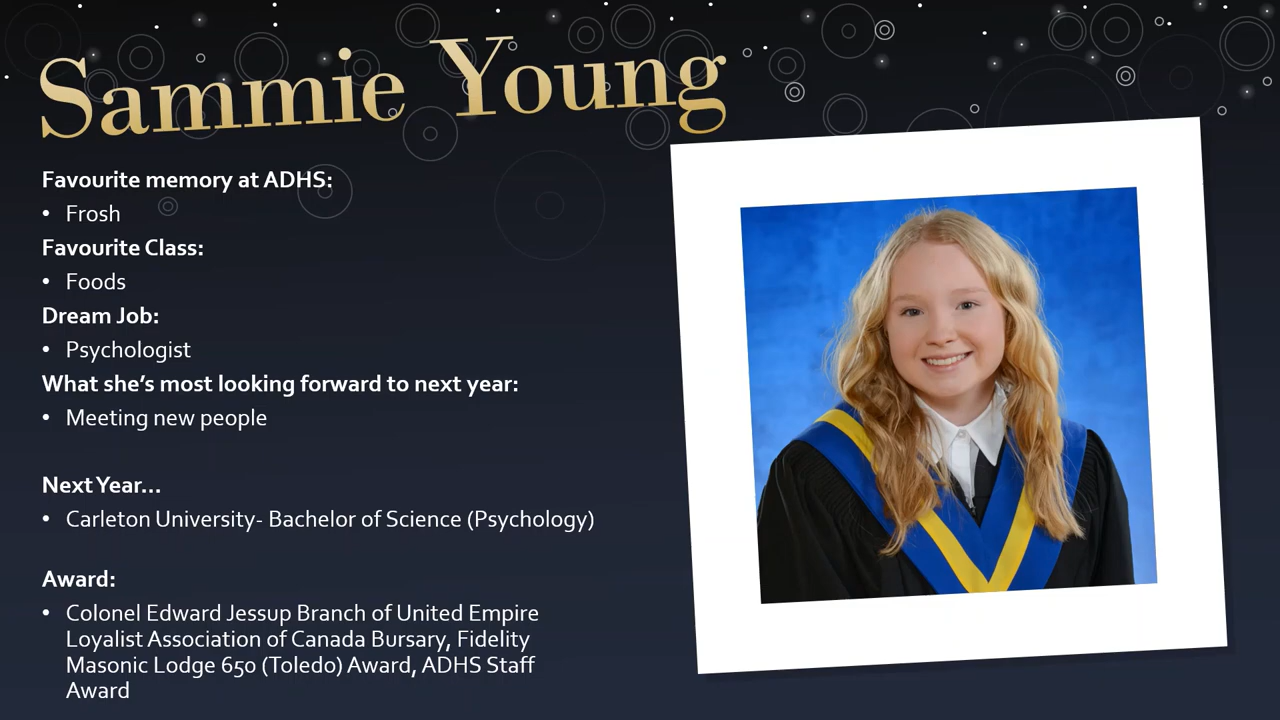 Sammie Young
Favourite memory at ADHS:
• Frosh
Favourite Class:
• Foods
Dream Job:
• Psychologist
What she's most looking forward to next year:
• Meeting new people
Next Year...
• Carleton University- Bachelor of Science (Psychology)
Award:
• Colonel Edward Jessup Branch of United Empire
Loyalist Association of Canada Bursary, Fidelity
Masonic Lodge 650 (Toledo) Award, ADHS Staff
Award